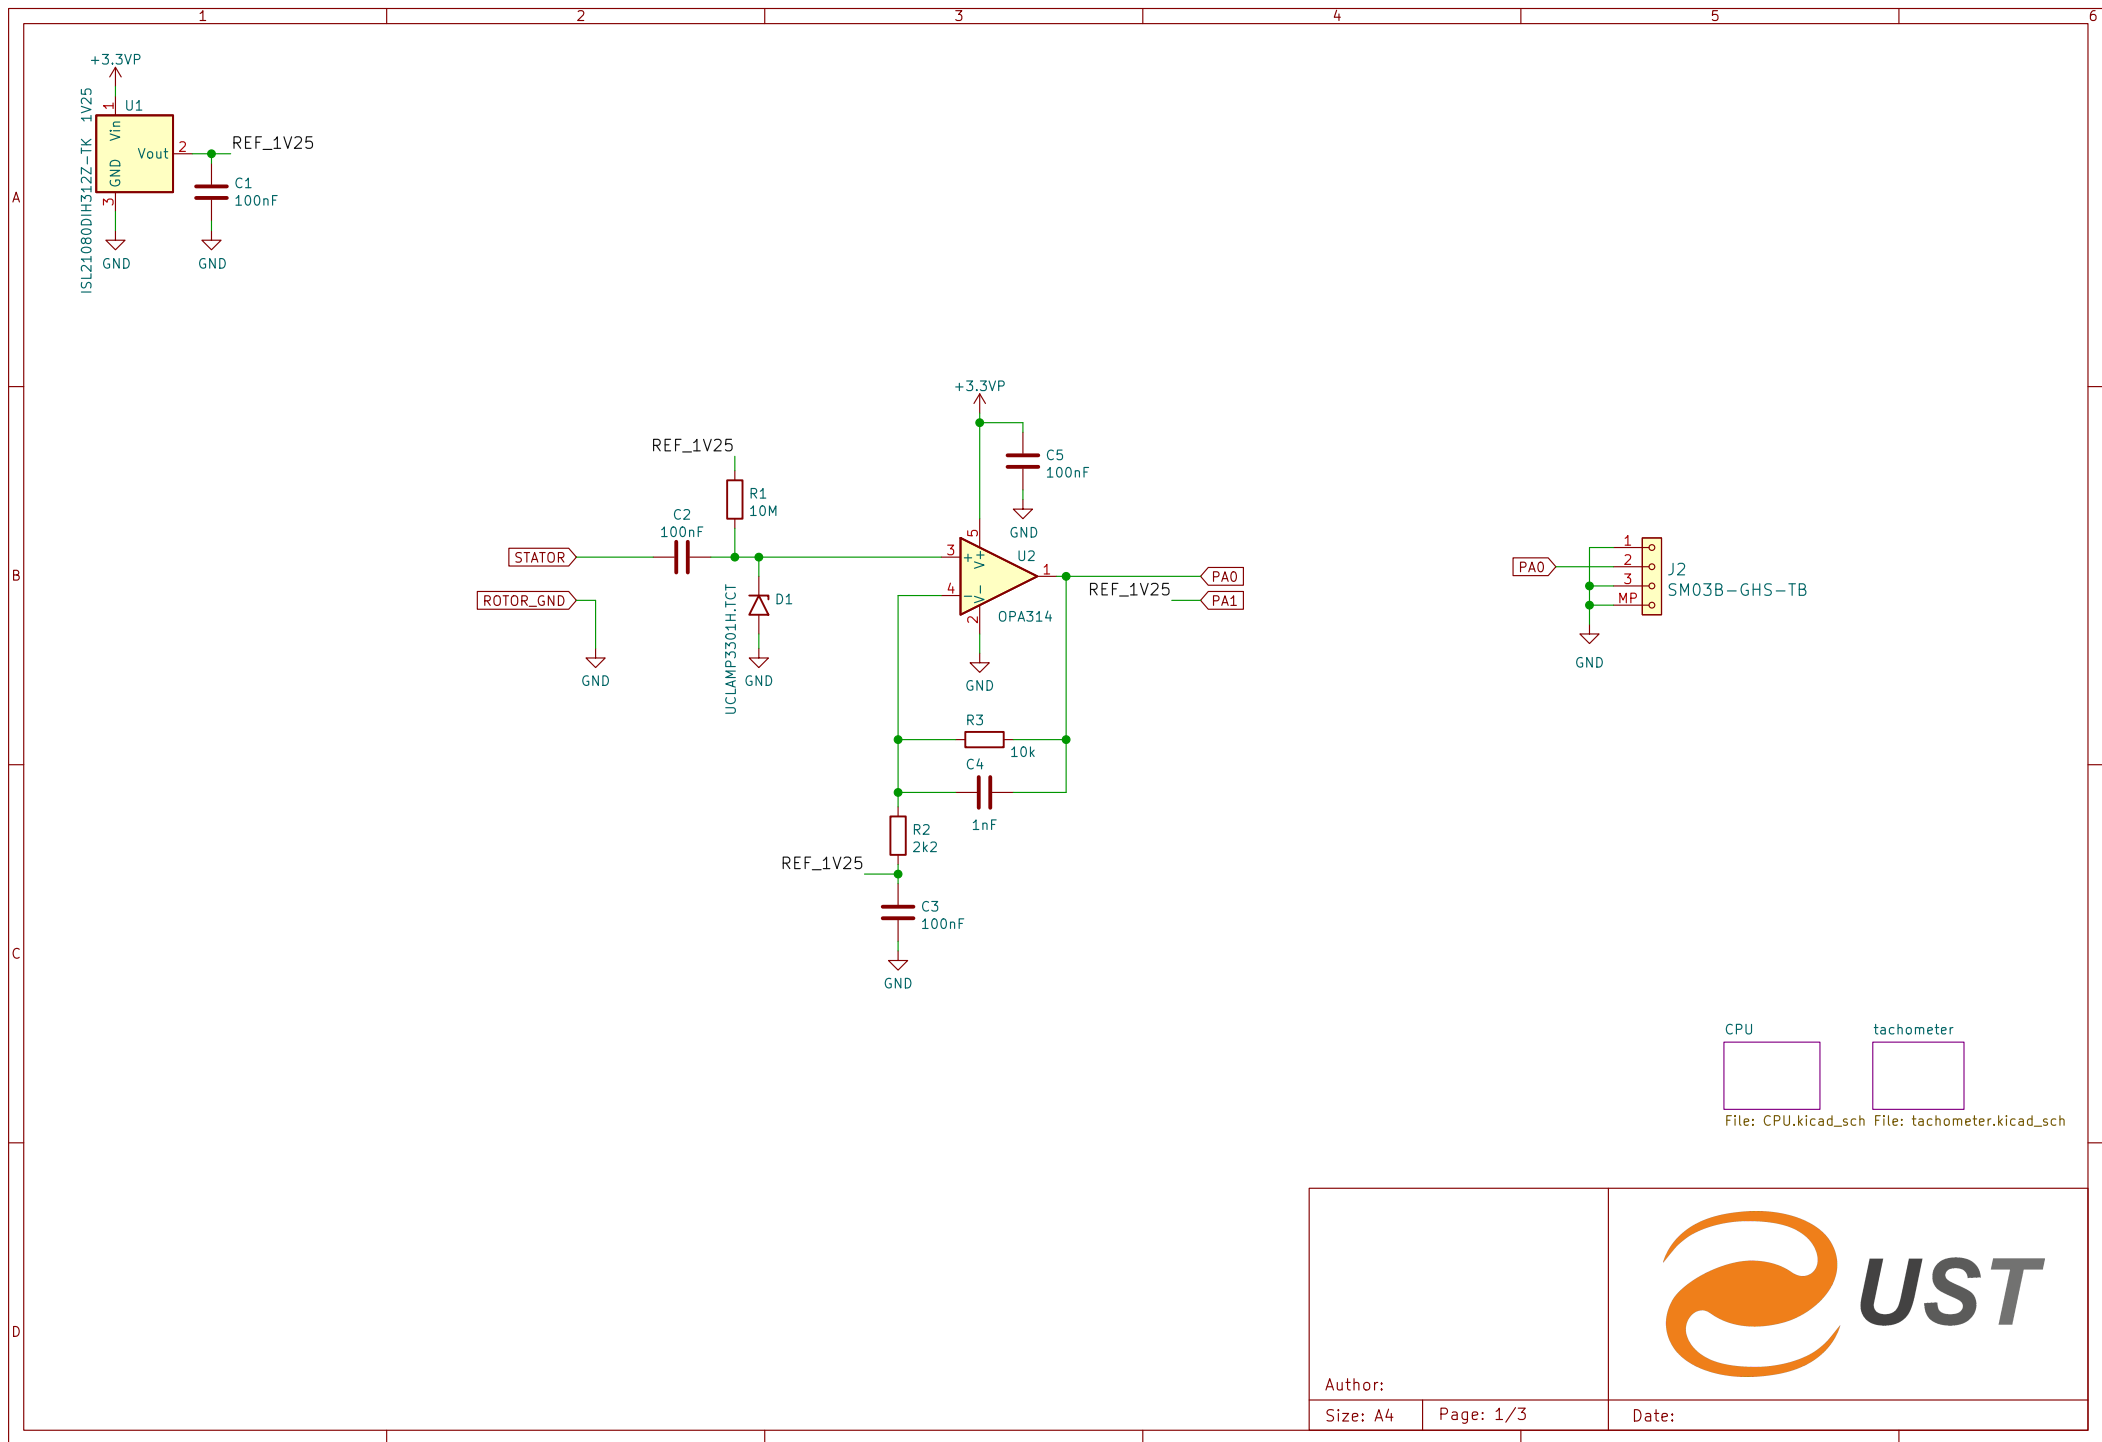 1 2 3 4 5 6
A
B
C
D
+3.3VP
U1
1
Vin
ISL21080DIH312Z-TK 1V25
Vout
2
REF_1V25
GND
3
C1
100nF
GND
GND
+3.3VP
C5
100nF
GND
REF_1V25
R1
10M
C2
100nF
STATOR
ROTOR_GND
GND
UCLAMP3301H.TCT
D1
GND
3
+
5
V+
U2
1
4
-
V-
2
OPA314
GND
PA0
REF_1V25
PA1
R3
10k
C4
1nF
R2
2k2
REF_1V25
C3
100nF
GND
PA0
1
2
3
MP
J2
SM03B-GHS-TB
GND
CPU
File: CPU.kicad_sch
tachometer
File: tachometer.kicad_sch
UST
Author:
Size: A4
Page: 1/3
Date: